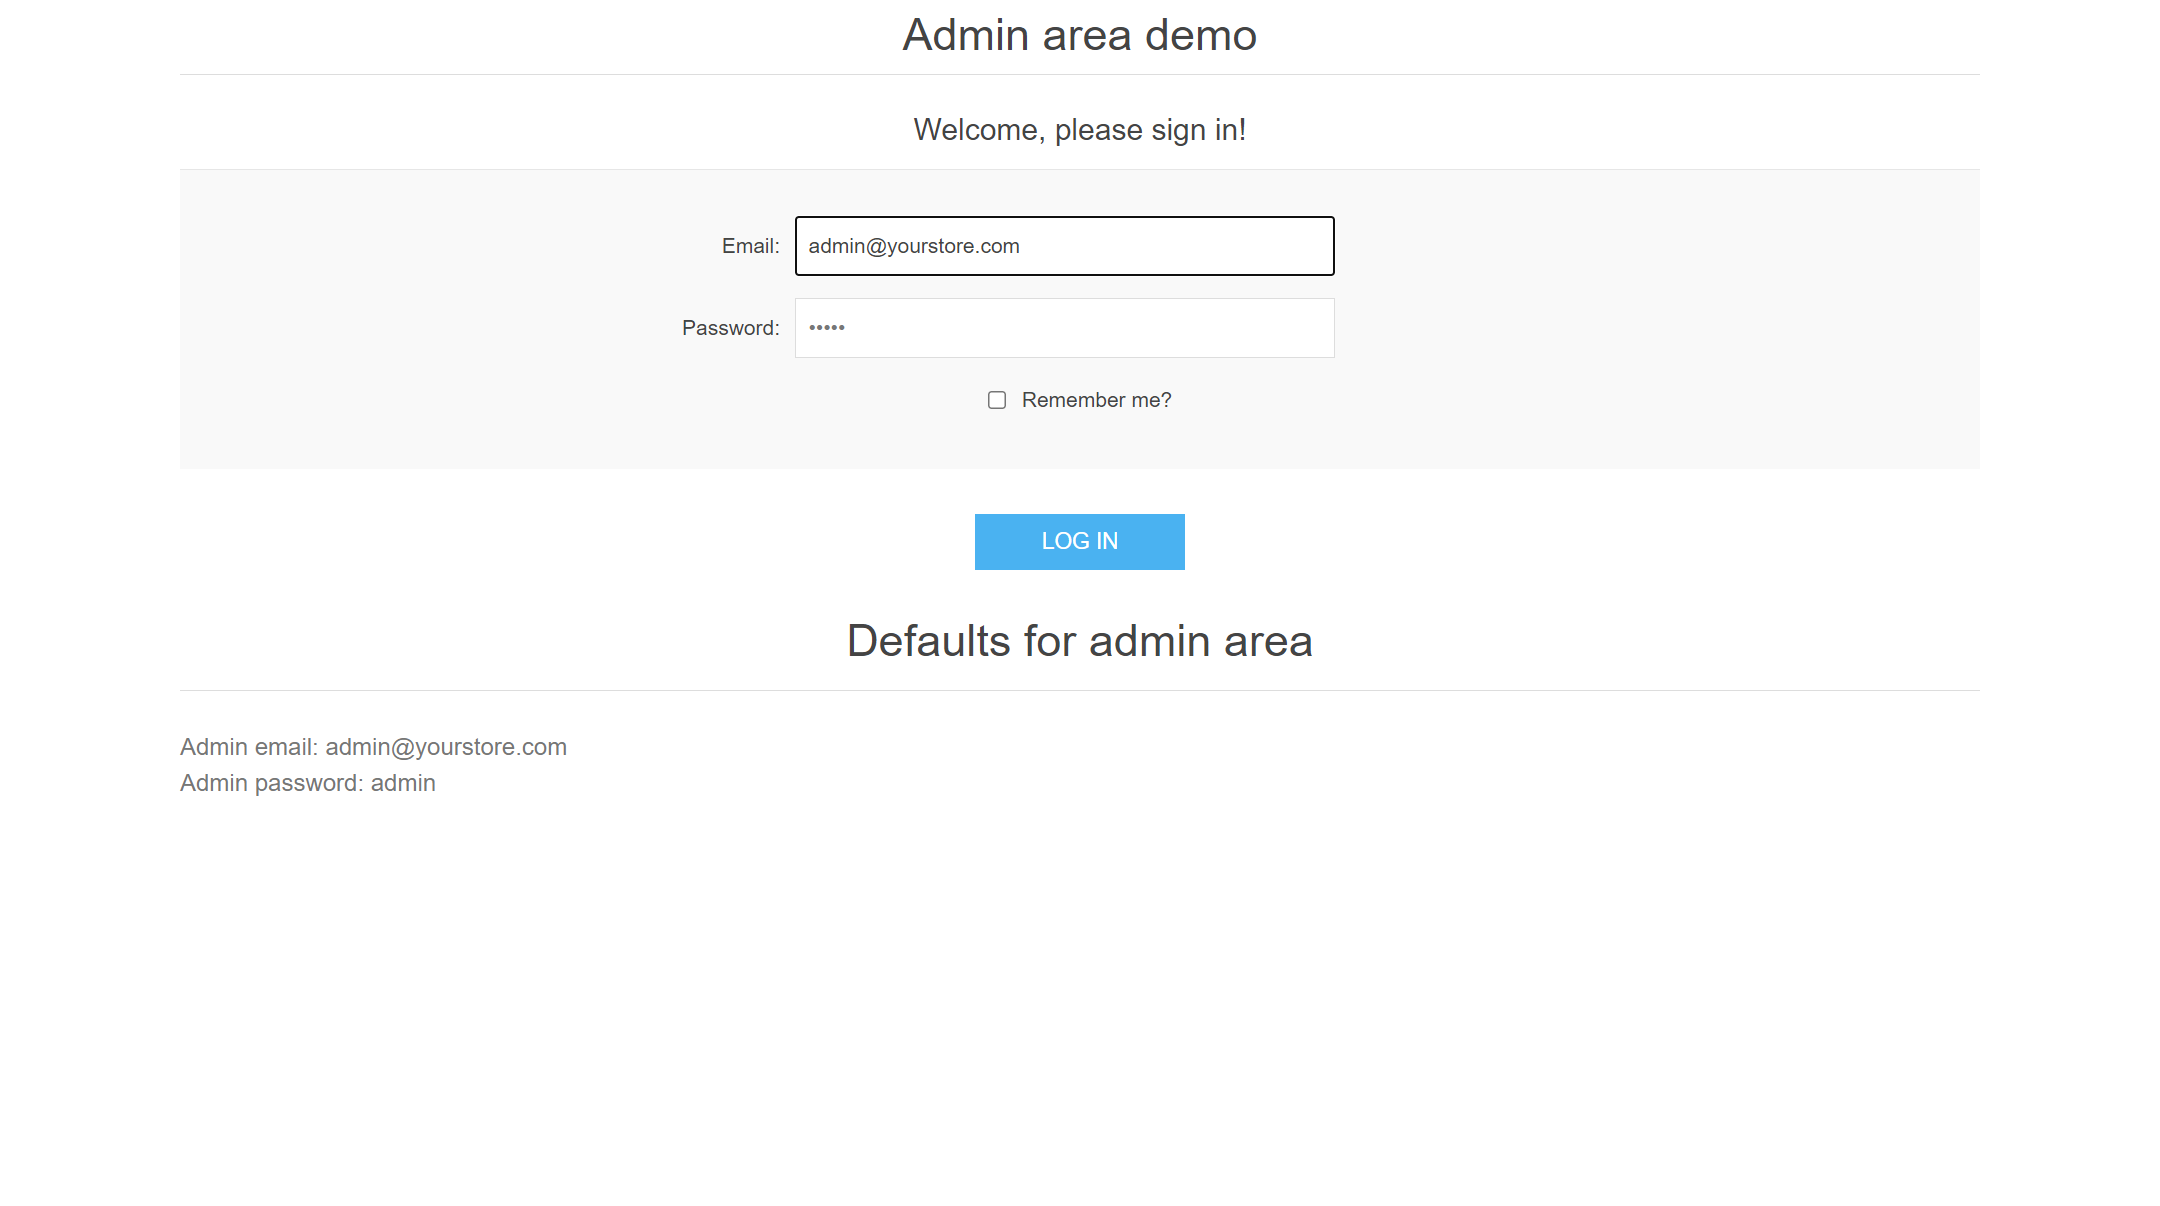 Admin area demo
Welcome, please sign in!
Email: admin@yourstore.com
Password: •••••
Remember me?
LOG IN
Defaults for admin area
Admin email: admin@yourstore.com
Admin password: admin